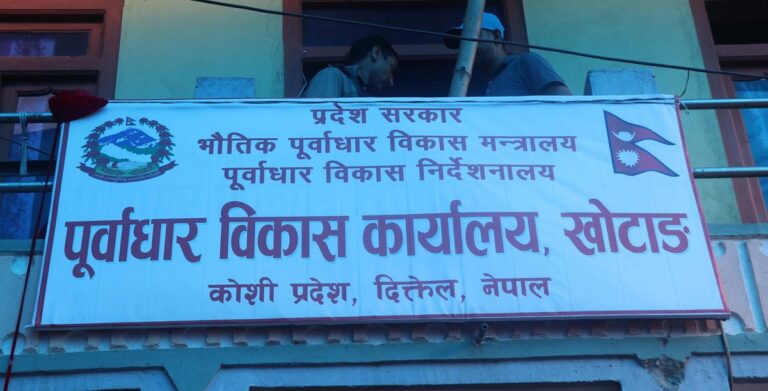 प्रदेश सरकार
भौतिक पूर्वाधार विकास मन्त्रालय
पूर्वाधार विकास निर्देशनालय
पूर्वाधार विकास कार्यालय, खोटाङ
कोशी प्रदेश, दिक्तेल, नेपाल